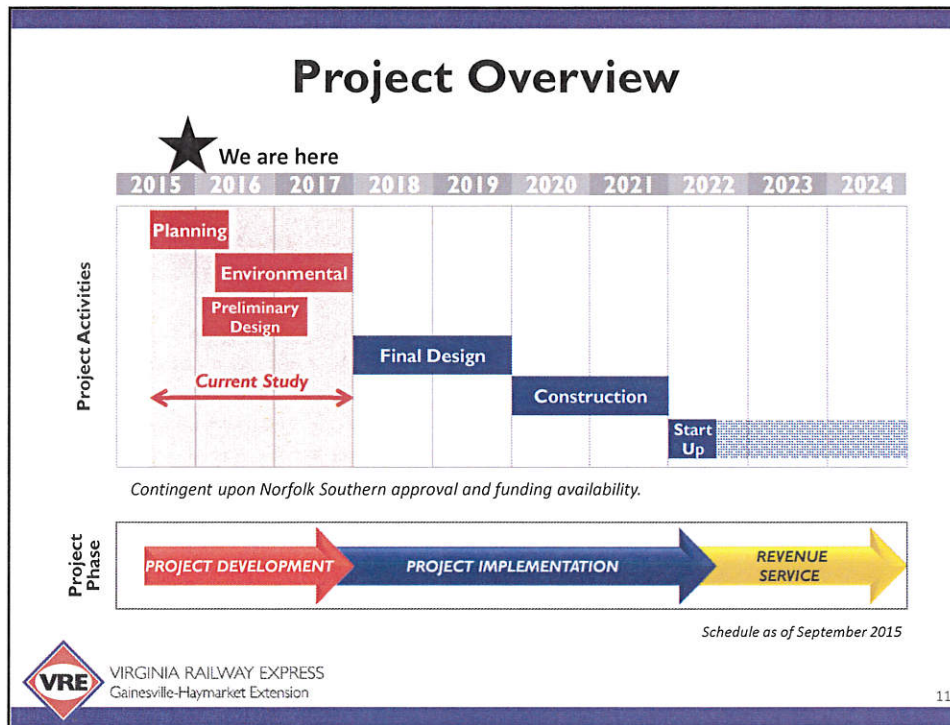 Project Overview
We are here
2015 2016 2017 2018 2019 2020 2021 2022 2023 2024
Project Activities
Planning
Environmental
Preliminary
Design
Final Design
Current Study
Construction
Start
Up
Contingent upon Norfolk Southern approval and funding availability.
Project
Phase
PROJECT DEVELOPMENT
PROJECT IMPLEMENTATION
REVENUE
SERVICE
Schedule as of September 2015
VRE
VIRGINIA RAILWAY EXPRESS
Gainesville-Haymarket Extension
11